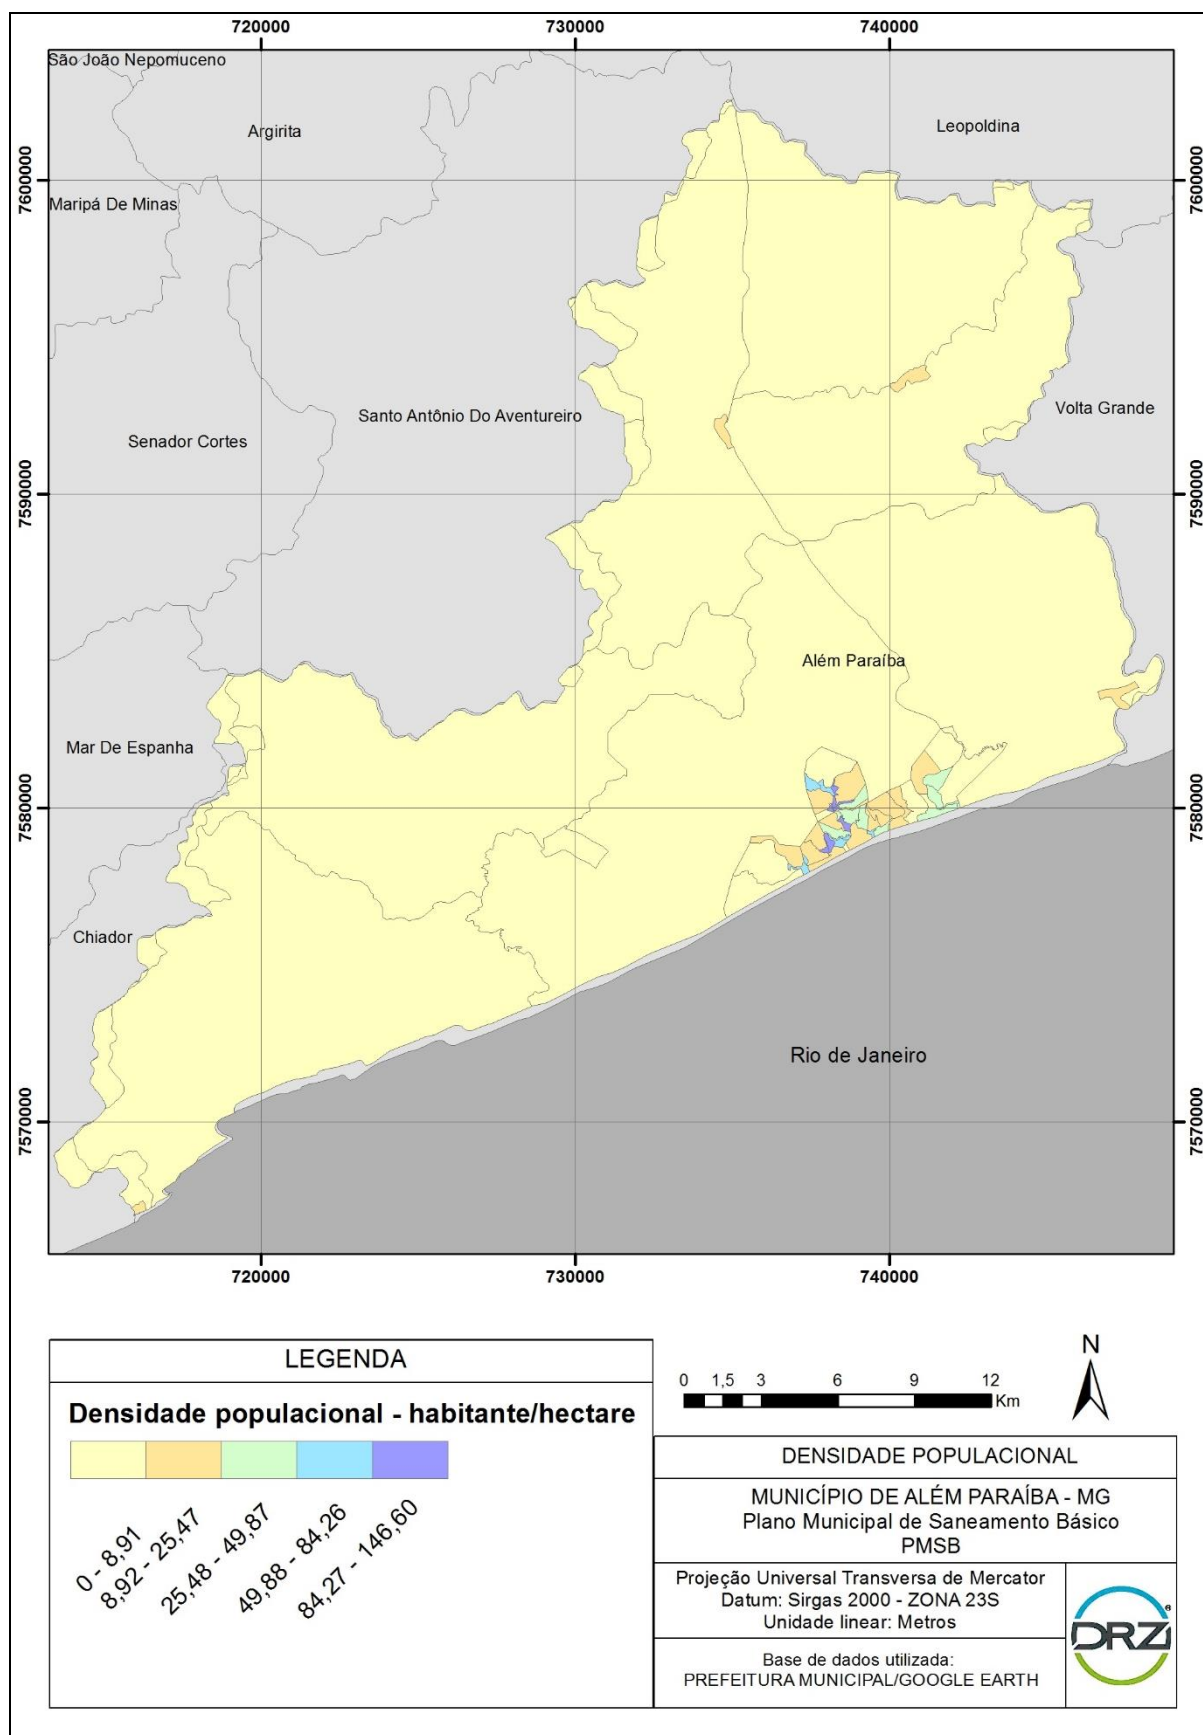 720000
730000
740000
São João Nepomuceno
Argirita
Leopoldina
7600000
7600000
Maripá De Minas
Santo Antônio Do Aventureiro
Volta Grande
Senador Cortes
7590000
7590000
Além Paraíba
Mar De Espanha
7580000
7580000
Chiador
Rio de Janeiro
7570000
7570000
720000
730000
740000
LEGENDA
Densidade populacional - habitante/hectare
0 - 8,91
8,92 - 25,47
25,48 - 49,87
49,88 - 84,26
84,27 - 146,60
N
0 1,5 3 6 9 12
Km
DENSIDADE POPULACIONAL
MUNICÍPIO DE ALÉM PARAÍBA - MG
Plano Municipal de Saneamento Básico
PMSB
Projeção Universal Transversa de Mercator
Datum: Sirgas 2000 - ZONA 23S
Unidade linear: Metros
Base de dados utilizada:
PREFEITURA MUNICIPAL/GOOGLE EARTH
DRZ
®